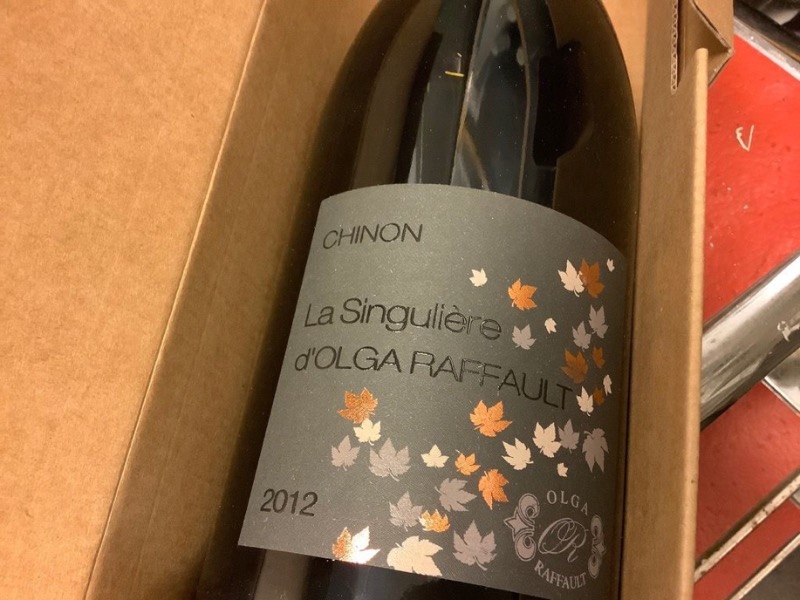 CHINON
La Singulière
d'OLGA RAFFAULT
2012
OLGA
R
RAFFAULT